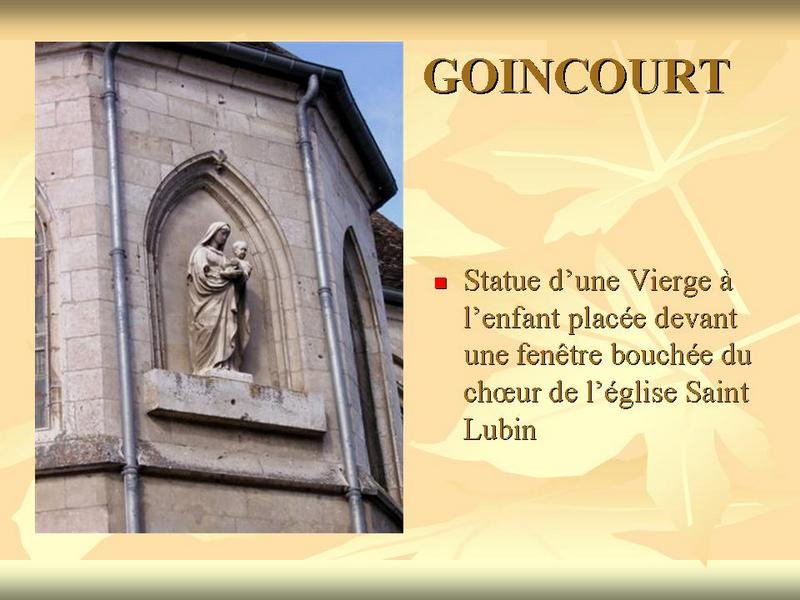 GOINCOURT
Statue d’une Vierge à
l’enfant placée devant
une fenêtre bouchée du
chœur de l’église Saint
Lubin